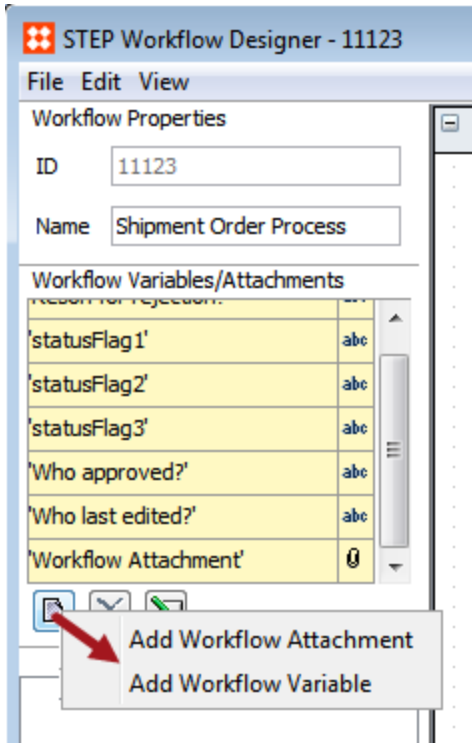 STEP Workflow Designer - 11123
File Edit View
Workflow Properties
ID 11123
Name Shipment Order Process
Workflow Variables/Attachments
'statusFlag1' abc
'statusFlag2' abc
'statusFlag3' abc
'Who approved?' abc
'Who last edited?' abc
'Workflow Attachment'
Add Workflow Attachment
Add Workflow Variable